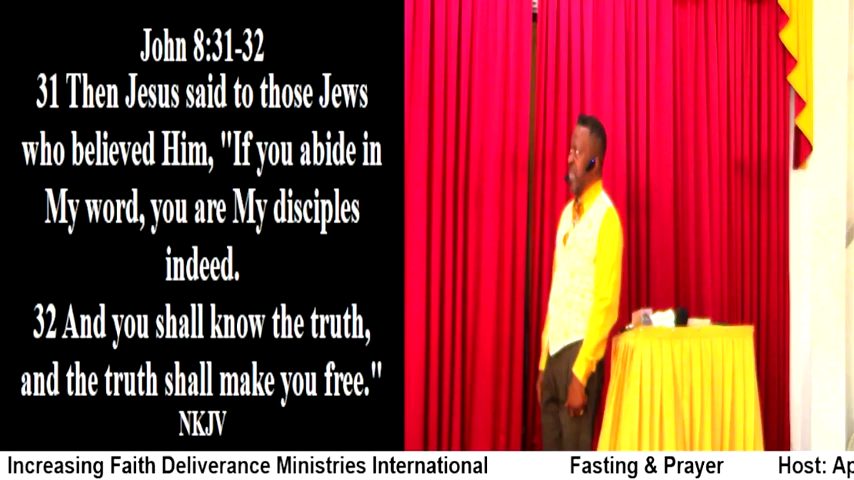 John 8:31-32
31 Then Jesus said to those Jews
who believed Him, "If you abide in
My word, you are My disciples
indeed.
32 And you shall know the truth,
and the truth shall make you free."
NKJV
Increasing Faith Deliverance Ministries International Fasting & Prayer Host: Ap